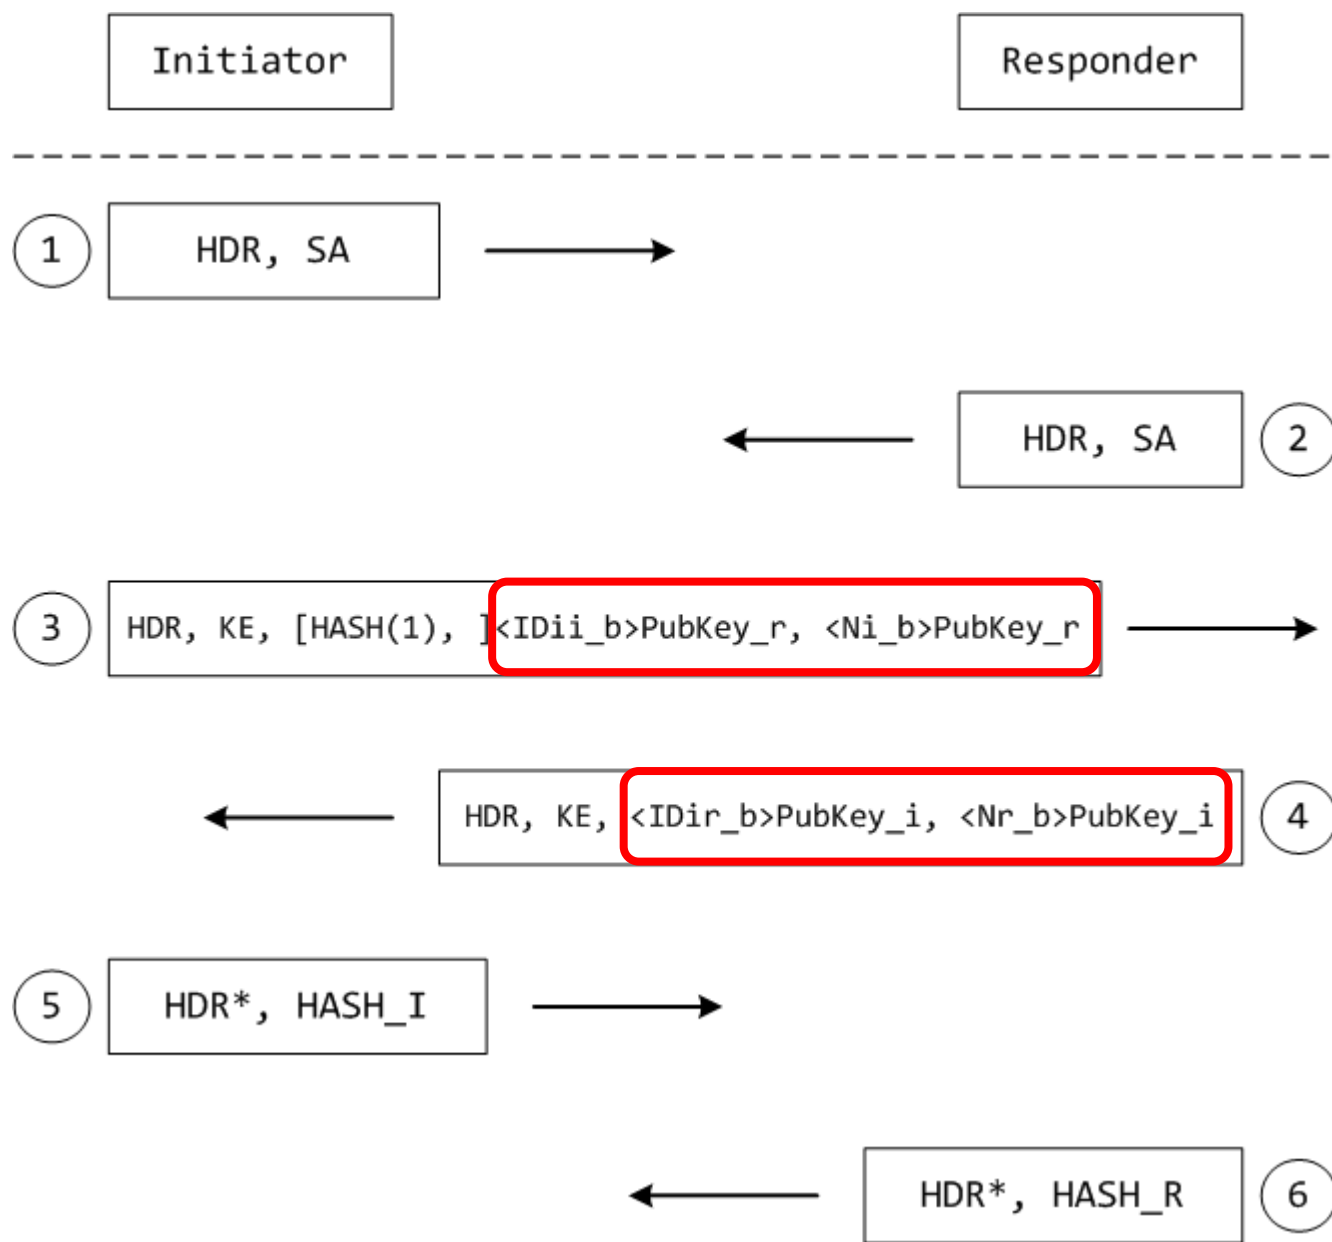 Initiator
Responder
1 HDR, SA
HDR, SA 2
3 HDR, KE, [HASH(1), ]<IDii_b>PubKey_r, <Ni_b>PubKey_r
HDR, KE, <IDir_b>PubKey_i, <Nr_b>PubKey_i 4
5 HDR*, HASH_I
HDR*, HASH_R 6